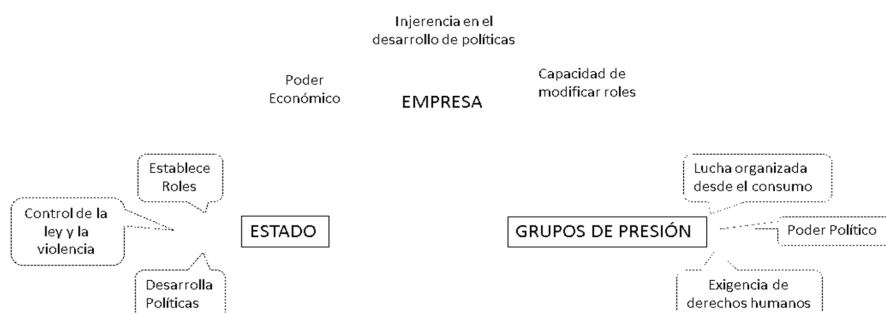 Injerencia en el
desarrollo de políticas
Poder
Económico
EMPRESA
Capacidad de
modificar roles
Establece
Roles
Control de la
ley y la
violencia
ESTADO
Desarrolla
Políticas
Lucha organizada
desde el consumo
GRUPOS DE PRESIÓN
Poder Político
Exigencia de
derechos humanos